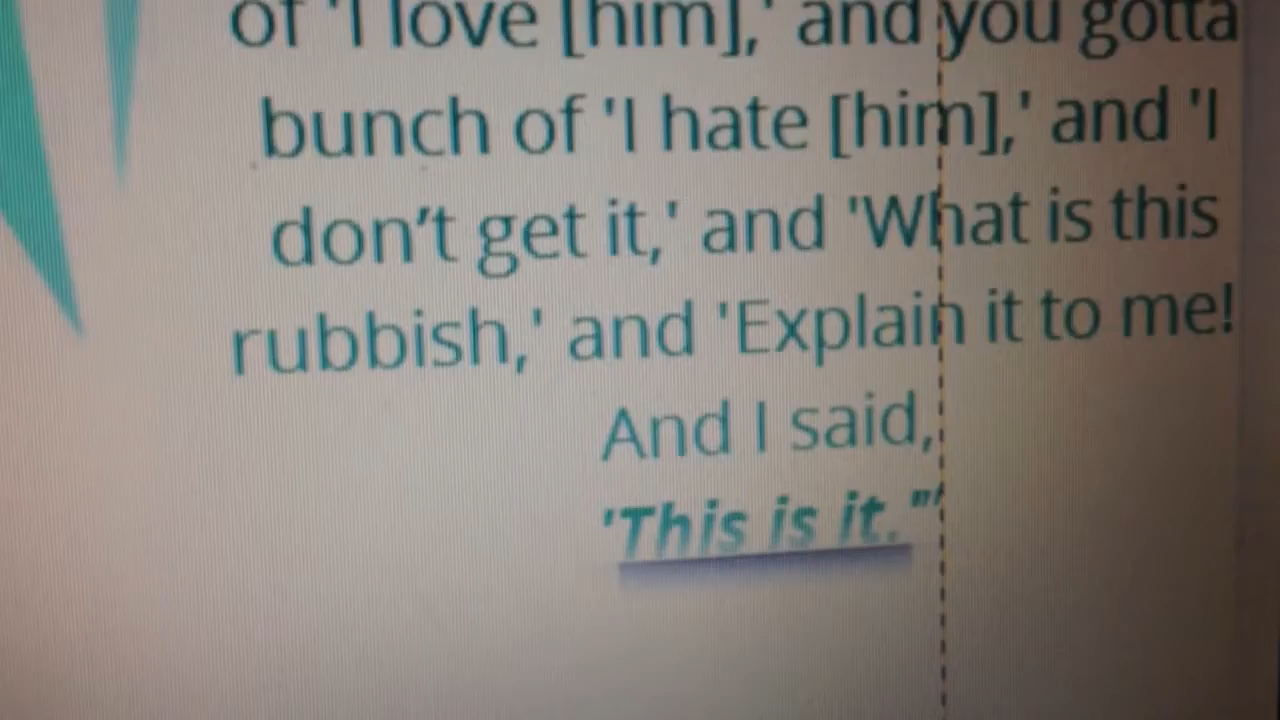 of 'I love [him],' and you gotta
bunch of 'I hate [him],' and 'I
don’t get it,' and 'What is this
rubbish,' and 'Explain it to me!
And I said,
'This is it."'